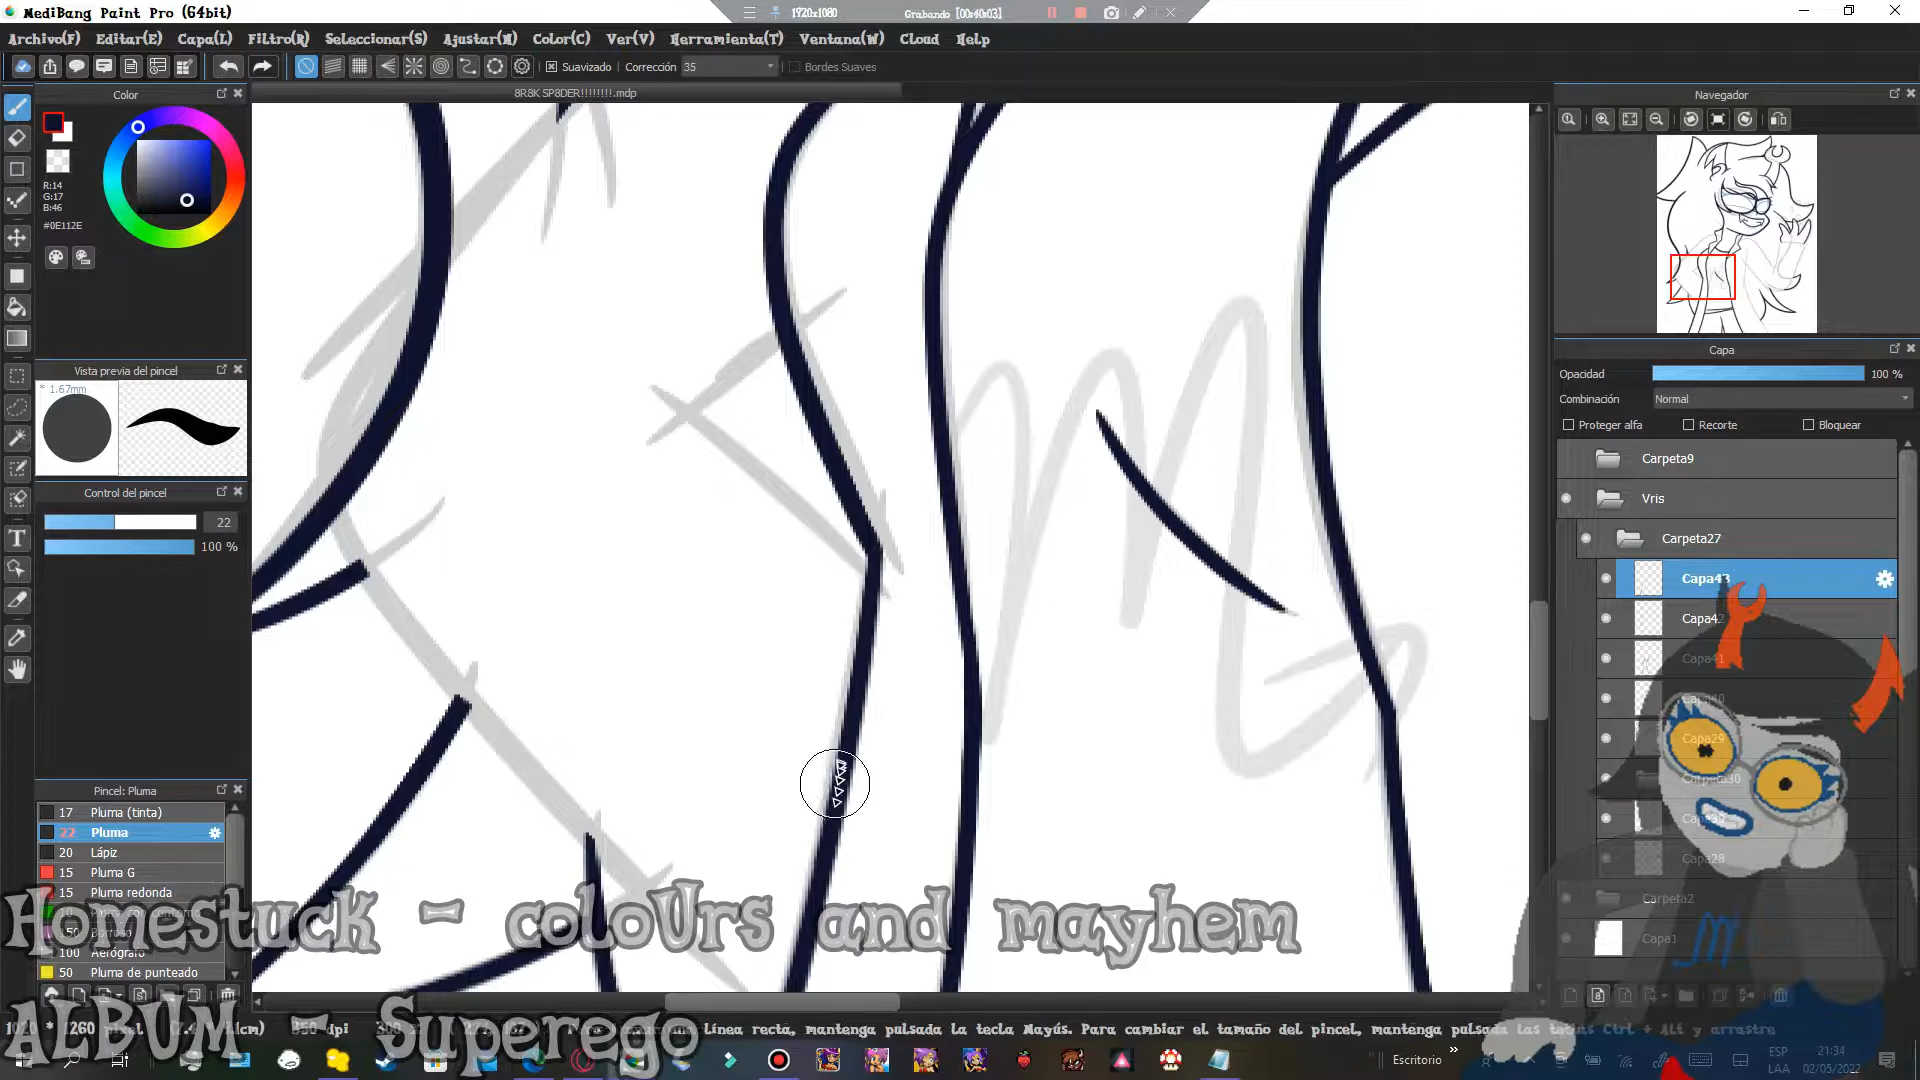 MediBang Paint Pro (64bit)
1920x1080
Grabando [00:40:03]
Archivo(F) Editar(E) Capa(L) Filtro(R) Seleccionar(S) Ajustar(N) Color(C) Ver(V) Herramienta(T) Ventana(W) Cloud Help
Suavizado Corrección 35 Bordes Suaves
Color
8R8K SP8DER!!!!!!!!.mdp
Navegador
R:14
G:17
B:46
#0E112E
Capa
Vista previa del pincel
* 1.67mm
Opacidad 100 %
Combinación Normal
Proteger alfa Recorte Bloquear
Carpeta9
Vris
Carpeta27
Capa43
Capa42
Capa41
Capa40
Capa29
Carpeta30
Capa39
Capa28
Carpeta2
Capa1
Control del pincel
22
100 %
Pincel: Pluma
17 Pluma (tinta)
22 Pluma
20 Lápiz
15 Pluma G
15 Pluma redonda
100 Aerógrafo
50 Pluma de punteado
Homestuck - coloUrs and mayhem
ALBUM - Superego
línea recta, mantenga pulsada la tecla Mayús. Para cambiar el tamaño del pincel, mantenga pulsada las teclas Ctrl + Alt y arrastre
Escritorio
ESP
LAA
21:34
02/05/2022